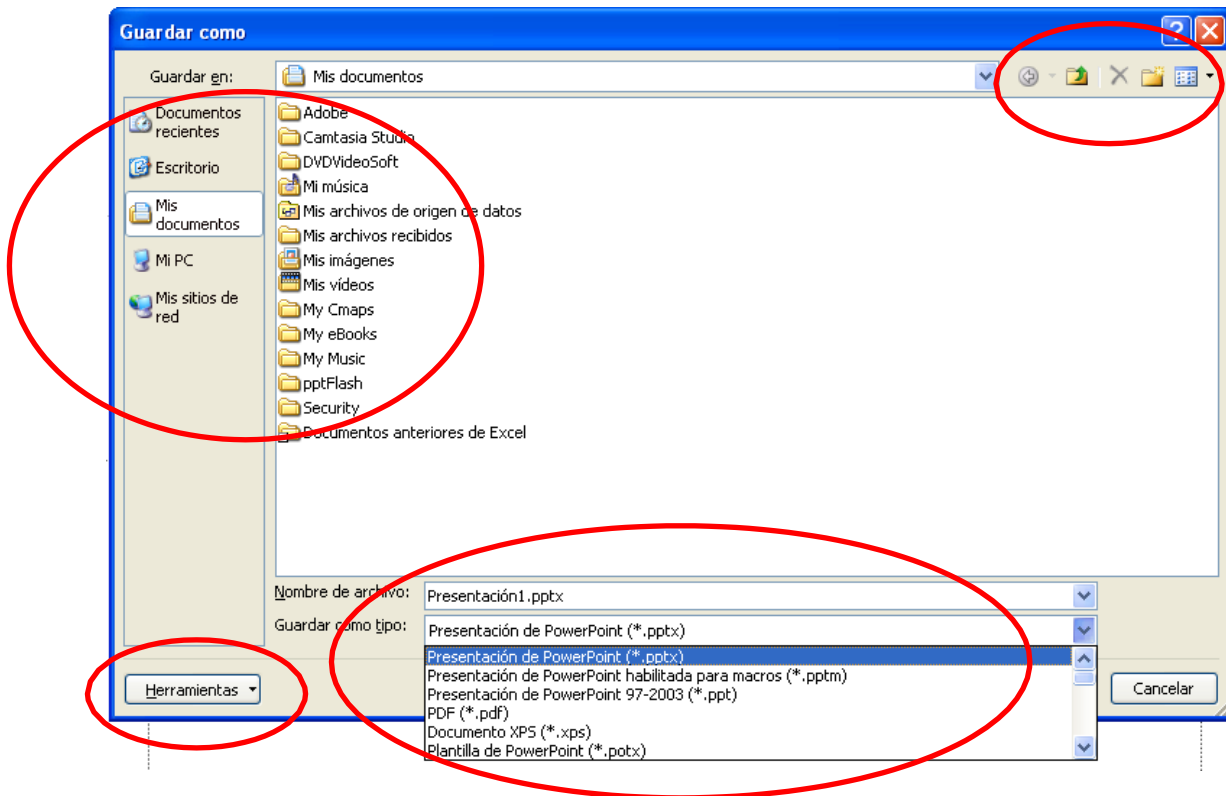 Guardar como
Guardar en:
Mis documentos
Documentos
recientes
Escritorio
Mis
documentos
Mi PC
Mis sitios de
red
Adobe
Camtasia Studio
DVDVideoSoft
Mi música
Mis archivos de origen de datos
Mis archivos recibidos
Mis imágenes
Mis vídeos
My Cmaps
My eBooks
My Music
pptFlash
Security
Documentos anteriores de Excel
Nombre de archivo:
Presentación1.pptx
Guardar como tipo:
Presentación de PowerPoint (*.pptx)
Presentación de PowerPoint (*.pptx)
Presentación de PowerPoint habilitada para macros (*.pptm)
Presentación de PowerPoint 97-2003 (*.ppt)
PDF (*.pdf)
Documento XPS (*.xps)
Plantilla de PowerPoint (*.potx)
Herramientas
Cancelar